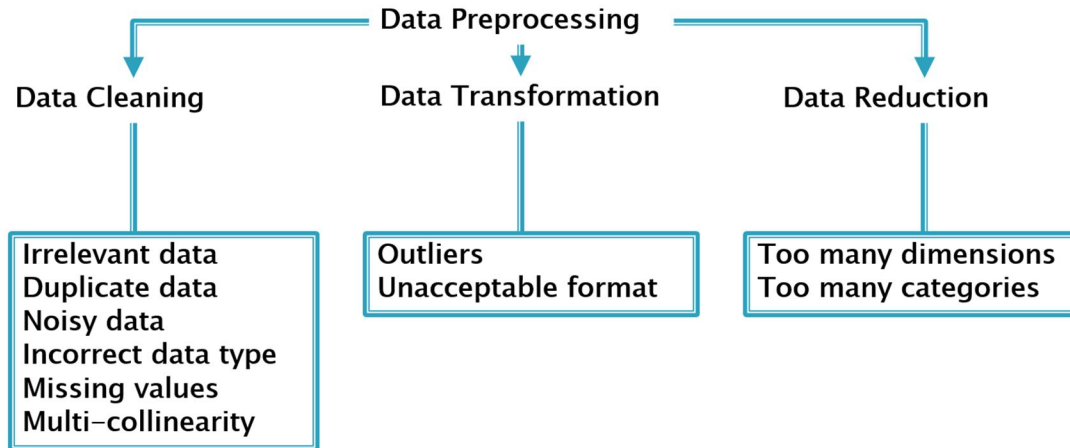 Data Preprocessing
Data Cleaning
Data Transformation
Data Reduction
Irrelevant data
Duplicate data
Noisy data
Incorrect data type
Missing values
Multi-collinearity
Outliers
Unacceptable format
Too many dimensions
Too many categories